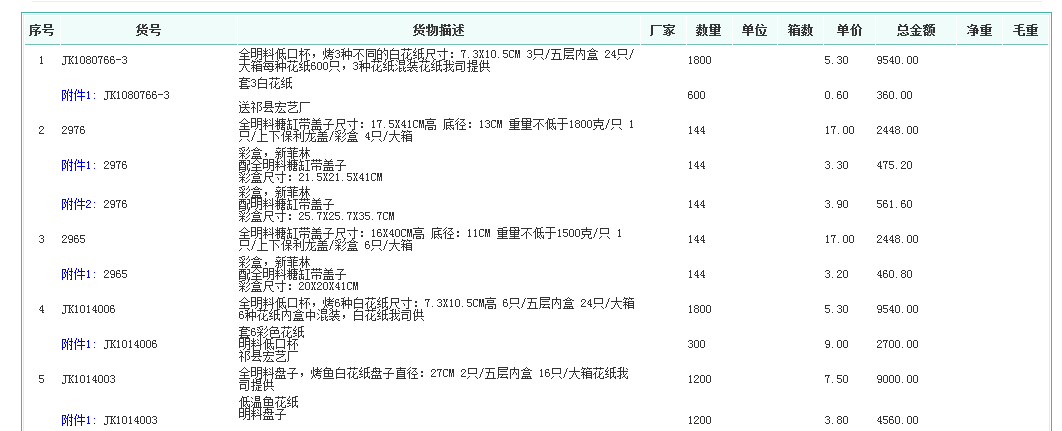 序号 货号 货物描述 厂家 数量 单位 箱数 单价 总金额 净重 毛重
1 JK1080766-3 全明料低口杯，烤3种不同的白花纸尺寸：7.3X10.5CM 3只/五层内盒 24只/ 1800 5.30 9540.00
大箱每种花纸600只，3种花纸混装花纸我司提供
附件1: JK1080766-3 套3白花纸 600 0.60 360.00
送祁县宏艺厂
2 2976 全明料糖缸带盖子尺寸：17.5X41CM高 底径：13CM 重量不低于1800克/只 1 144 17.00 2448.00
只/上下保利龙盖/彩盒 4只/大箱
附件1: 2976 彩盒，新菲林 144 3.30 475.20
配全明料糖缸带盖子
彩盒尺寸：21.5X21.5X41CM
附件2: 2976 彩盒，新菲林 144 3.90 561.60
配明料糖缸带盖子
彩盒尺寸：25.7X25.7X35.7CM
3 2965 全明料糖缸带盖子尺寸：16X40CM高 底径：11CM 重量不低于1500克/只 1 144 17.00 2448.00
只/上下保利龙盖/彩盒 6只/大箱
附件1: 2965 彩盒，新菲林 144 3.20 460.80
配全明料糖缸带盖子
彩盒尺寸：20X20X41CM
4 JK1014006 全明料低口杯，烤6种白花纸尺寸：7.3X10.5CM高 6只/五层内盒 24只/大箱 1800 5.30 9540.00
6种花纸内盒中混装，白花纸我司供
附件1: JK1014006 套6彩色花纸 300 9.00 2700.00
明料低口杯
祁县宏艺厂
5 JK1014003 全明料盘子，烤鱼白花纸盘子直径：27CM 2只/五层内盒 16只/大箱花纸我 1200 7.50 9000.00
司提供
附件1: JK1014003 低温鱼花纸 1200 3.80 4560.00
明料盘子